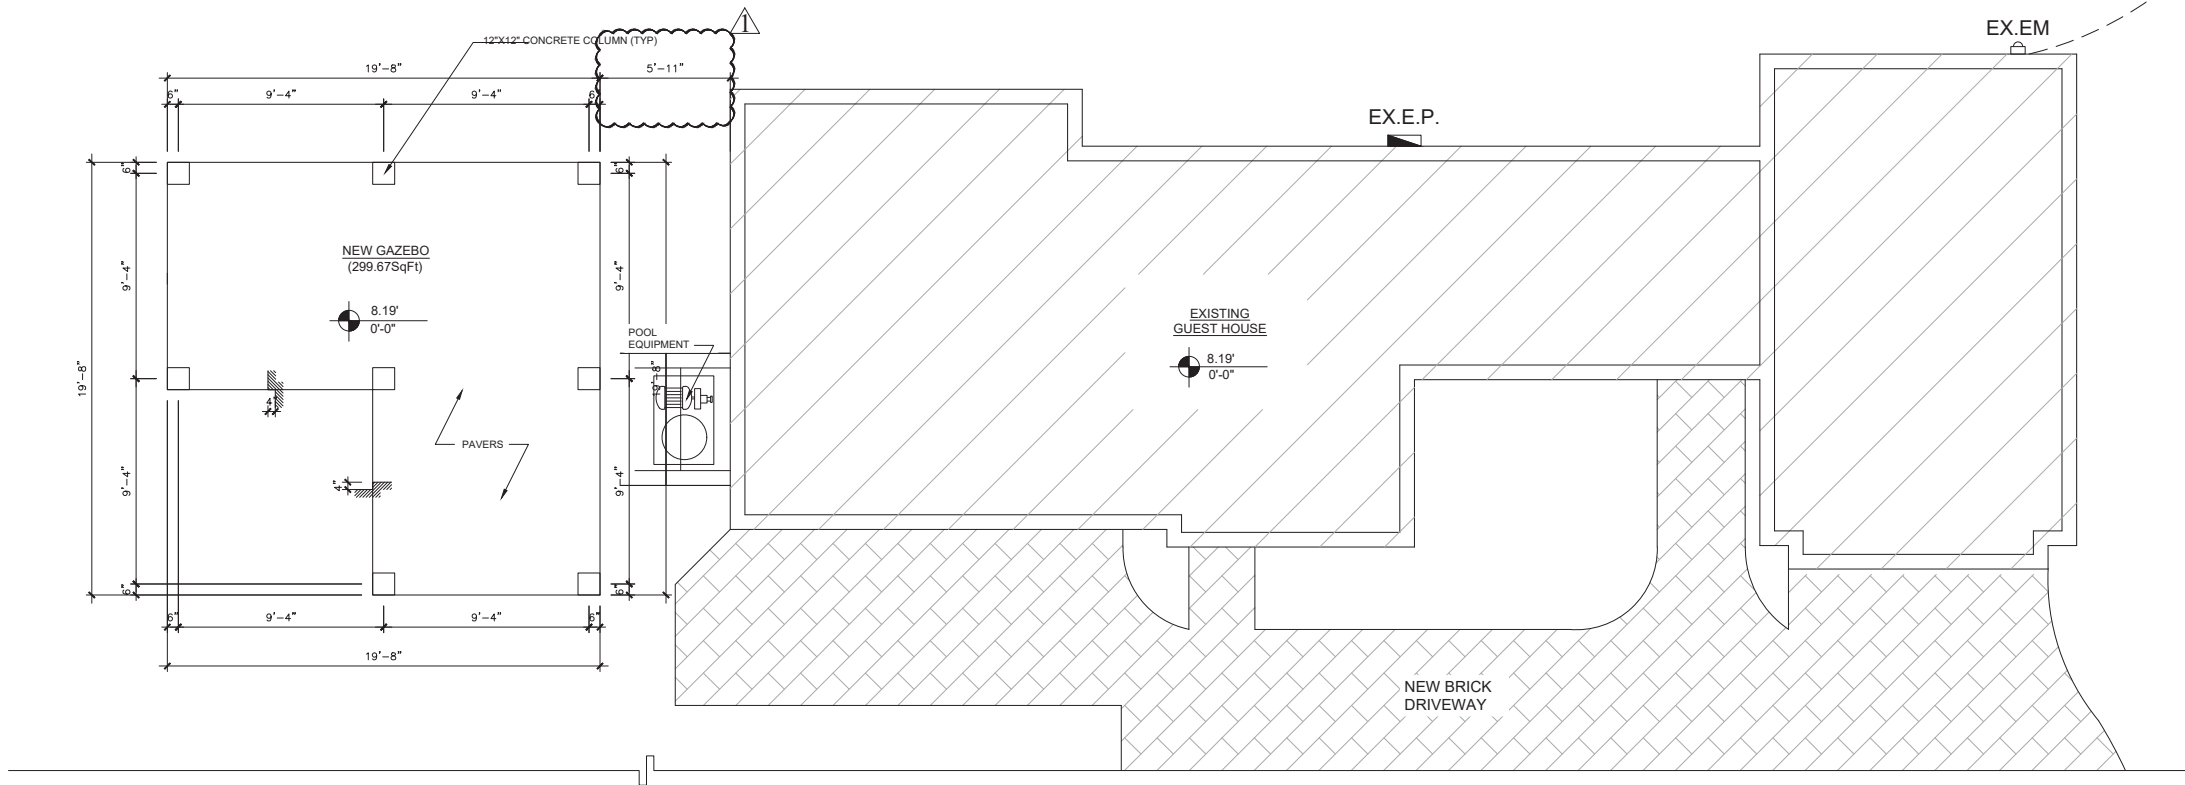 1
EX.EM
12"X12" CONCRETE COLUMN (TYP)
19'-8"
5'-11"
6"
9'-4"
9'-4"
6"
EX.E.P.
6"
6"
NEW GAZEBO
(299.67SqFt)
9'-4"
9'-4"
8.19'
0'-0"
EXISTING
GUEST HOUSE
8.19'
0'-0"
POOL
EQUIPMENT
19'-8"
19'-8"
4"
PAVERS
9'-4"
4"
9'-4"
6"
6"
6"
9'-4"
9'-4"
6"
19'-8"
NEW BRICK
DRIVEWAY